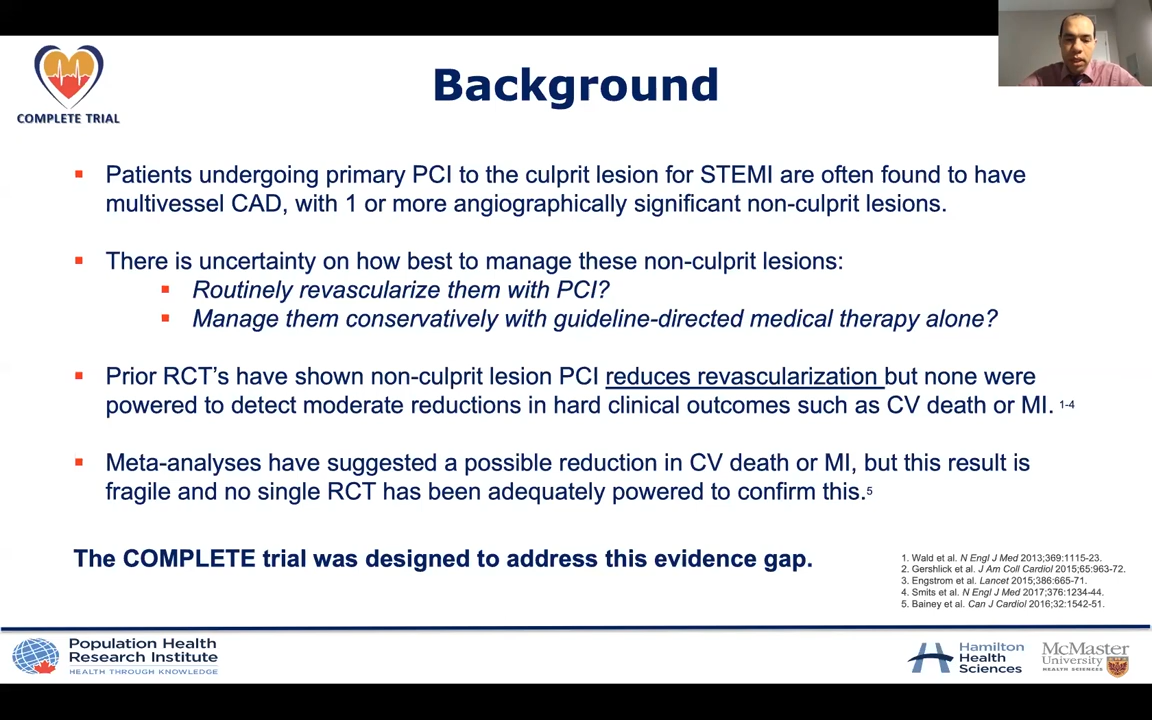 COMPLETE TRIAL
Background
Patients undergoing primary PCI to the culprit lesion for STEMI are often found to have
multivessel CAD, with 1 or more angiographically significant non-culprit lesions.
There is uncertainty on how best to manage these non-culprit lesions:
Routinely revascularize them with PCI?
Manage them conservatively with guideline-directed medical therapy alone?
Prior RCT's have shown non-culprit lesion PCI reduces revascularization but none were
powered to detect moderate reductions in hard clinical outcomes such as CV death or MI. 1-4
Meta-analyses have suggested a possible reduction in CV death or MI, but this result is
fragile and no single RCT has been adequately powered to confirm this.5
The COMPLETE trial was designed to address this evidence gap.
1. Wald et al. N Engl J Med 2013;369:1115-23.
2. Gershlick et al. J Am Coll Cardiol 2015;65:963-72.
3. Engstrom et al. Lancet 2015;386:665-71.
4. Smits et al. N Engl J Med 2017;376:1234-44.
5. Bainey et al. Can J Cardiol 2016;32:1542-51.
Population Health
Research Institute
HEALTH THROUGH KNOWLEDGE
Hamilton
Health
Sciences
McMaster
University
HEALTH SCIENCES